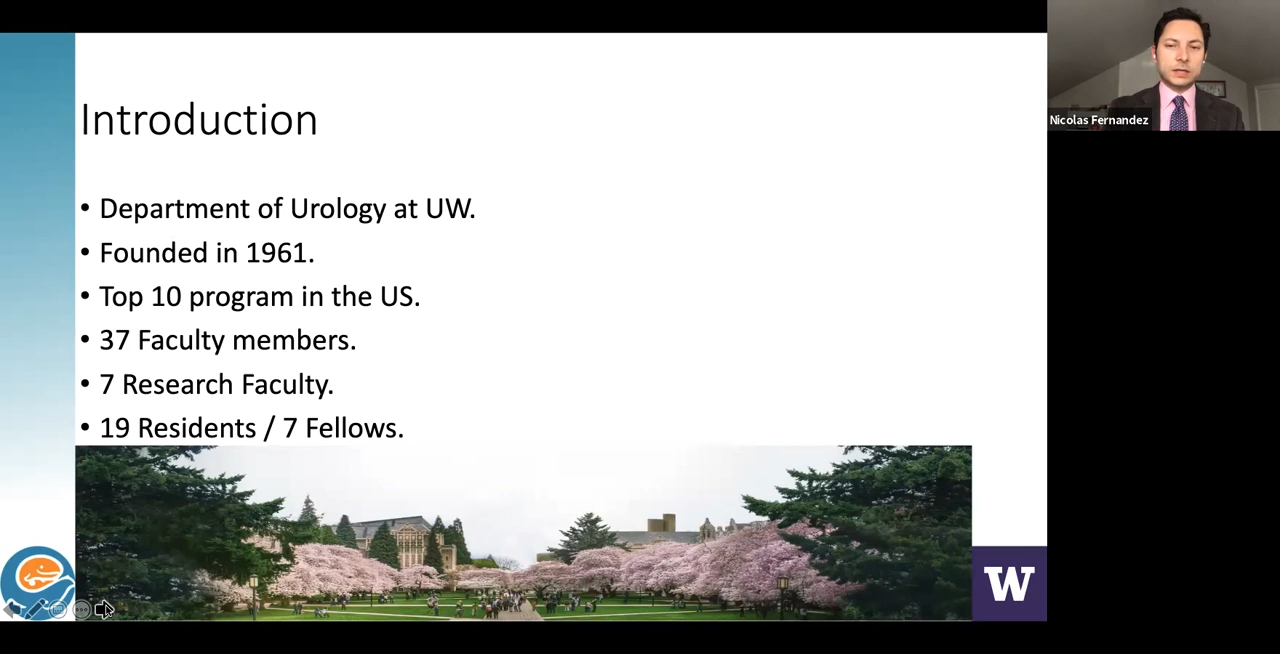 Introduction
• Department of Urology at UW.
• Founded in 1961.
• Top 10 program in the US.
• 37 Faculty members.
• 7 Research Faculty.
• 19 Residents / 7 Fellows.
W
Nicolas Fernandez